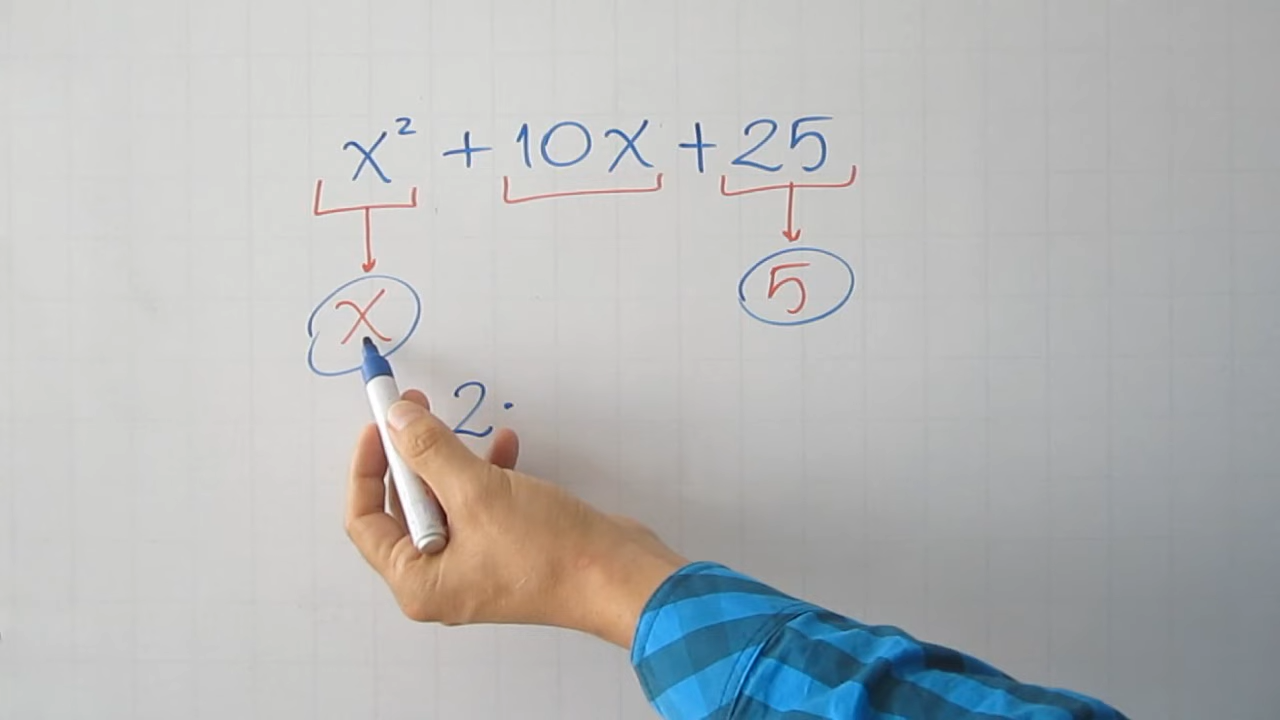 x² + 10x + 25
x 5
2·